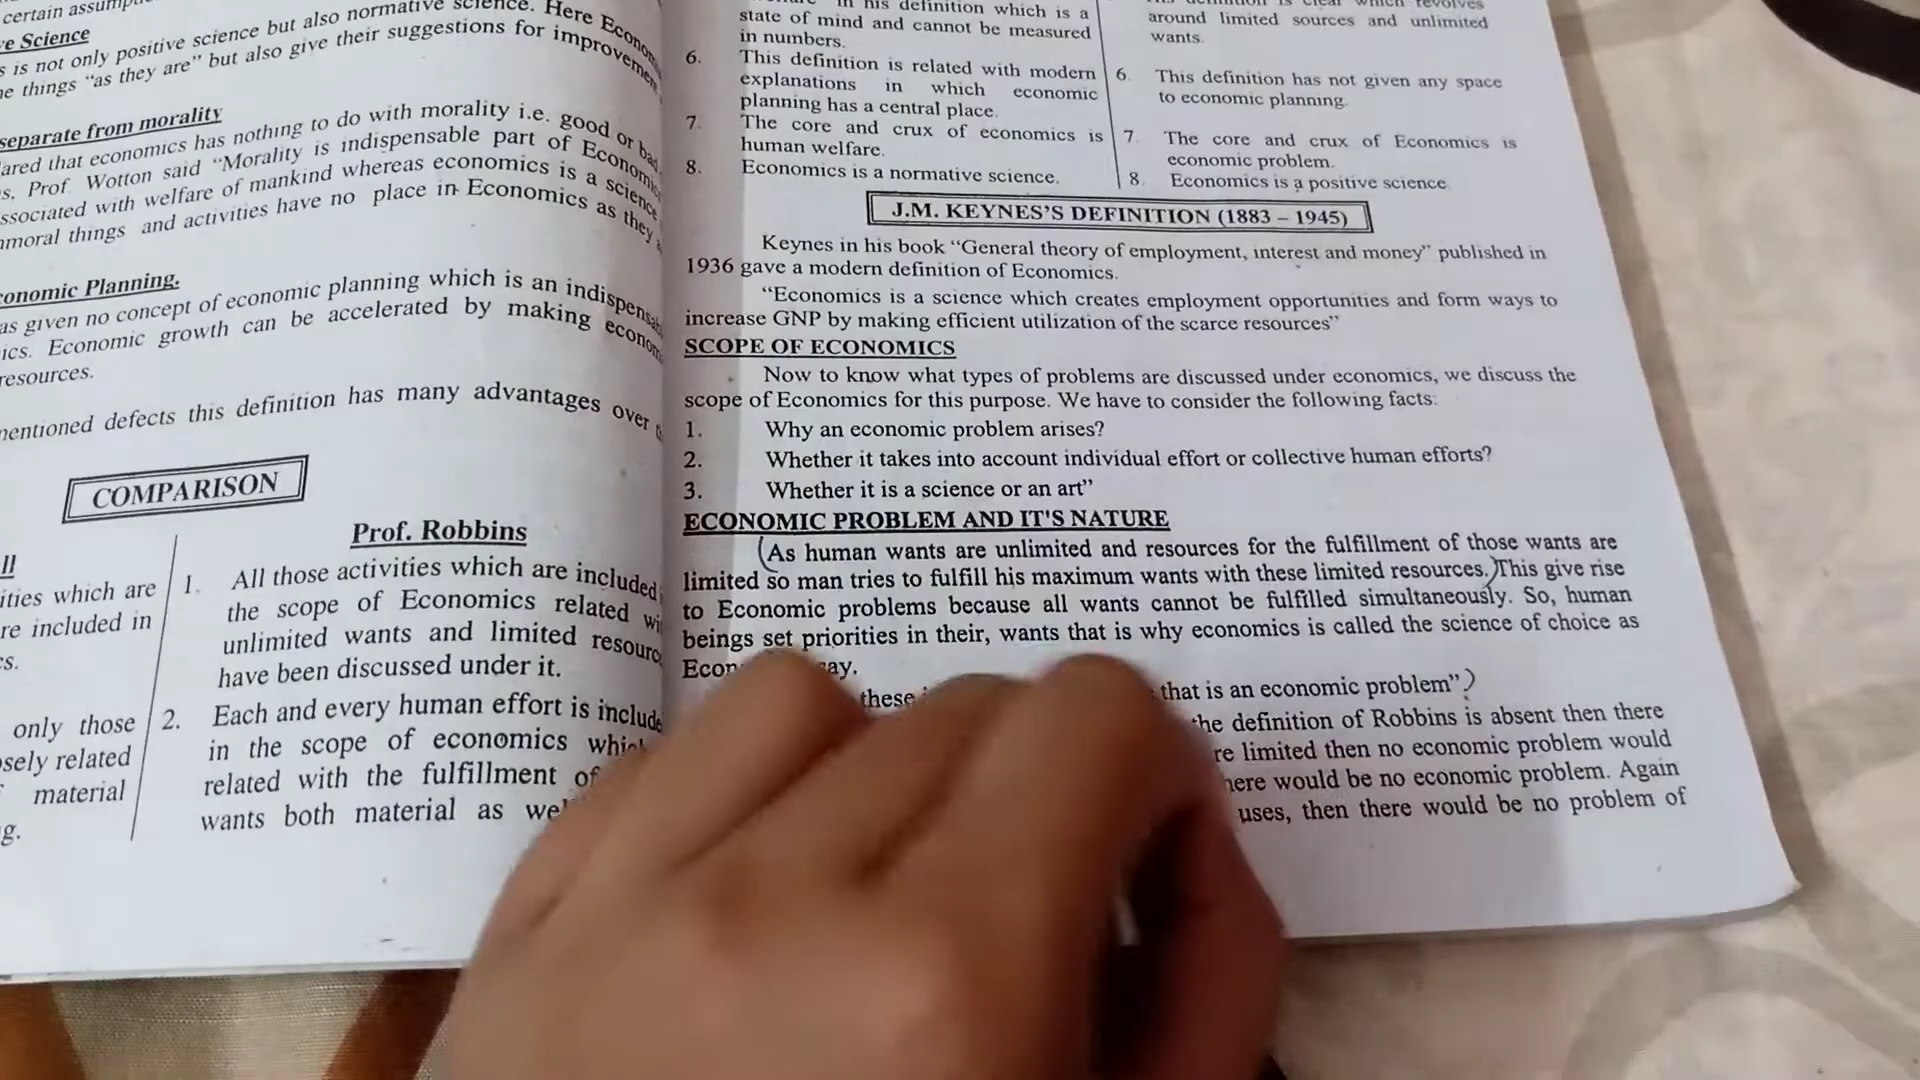 certain
e Science
s is not only positive science but also normative science. Here
e things "as they are" but also give their suggestions for
separate from morality
ared that economics has nothing to do with morality i.e. good or bad.
s. Prof. Wotton said "Morality is indispensable part of
ssociated with welfare of mankind whereas economics is a science
mmoral things and activities have no place in Economics as they
onomic Planning.
as given no concept of economic planning which is an
ics. Economic growth can be accelerated by making
resources.
mentioned defects this definition has many advantages over
COMPARISON
ll
ities which are
re included in
cs.
only those
sely related
material
g.
Prof. Robbins
1. All those activities which are included
the scope of Economics related
unlimited wants and limited
have been discussed under it.
2. Each and every human effort is
in the scope of economics
related with the fulfillment of
wants both material as
in his definition which is a
state of mind and cannot be measured
in numbers.
6. This definition is related with modern
explanations in which economic
planning has a central place.
7. The core and crux of economics is
human welfare.
8. Economics is a normative science.
definition is clear which revolves
around limited sources and unlimited
wants.
6. This definition has not given any space
to economic planning.
7. The core and crux of Economics is
economic problem.
8. Economics is a positive science.
J.M. KEYNES'S DEFINITION (1883 – 1945)
Keynes in his book "General theory of employment, interest and money" published in
1936 gave a modern definition of Economics.
"Economics is a science which creates employment opportunities and form ways to
increase GNP by making efficient utilization of the scarce resources"
SCOPE OF ECONOMICS
Now to know what types of problems are discussed under economics, we discuss the
scope of Economics for this purpose. We have to consider the following facts:
1. Why an economic problem arises?
2. Whether it takes into account individual effort or collective human efforts?
3. Whether it is a science or an art"
ECONOMIC PROBLEM AND IT'S NATURE
(As human wants are unlimited and resources for the fulfillment of those wants are
limited so man tries to fulfill his maximum wants with these limited resources.) This give rise
to Economic problems because all wants cannot be fulfilled simultaneously. So, human
beings set priorities in their, wants that is why economics is called the science of choice as
Econ ay.
these that is an economic problem"?
the definition of Robbins is absent then there
re limited then no economic problem would
here would be no economic problem. Again
uses, then there would be no problem of